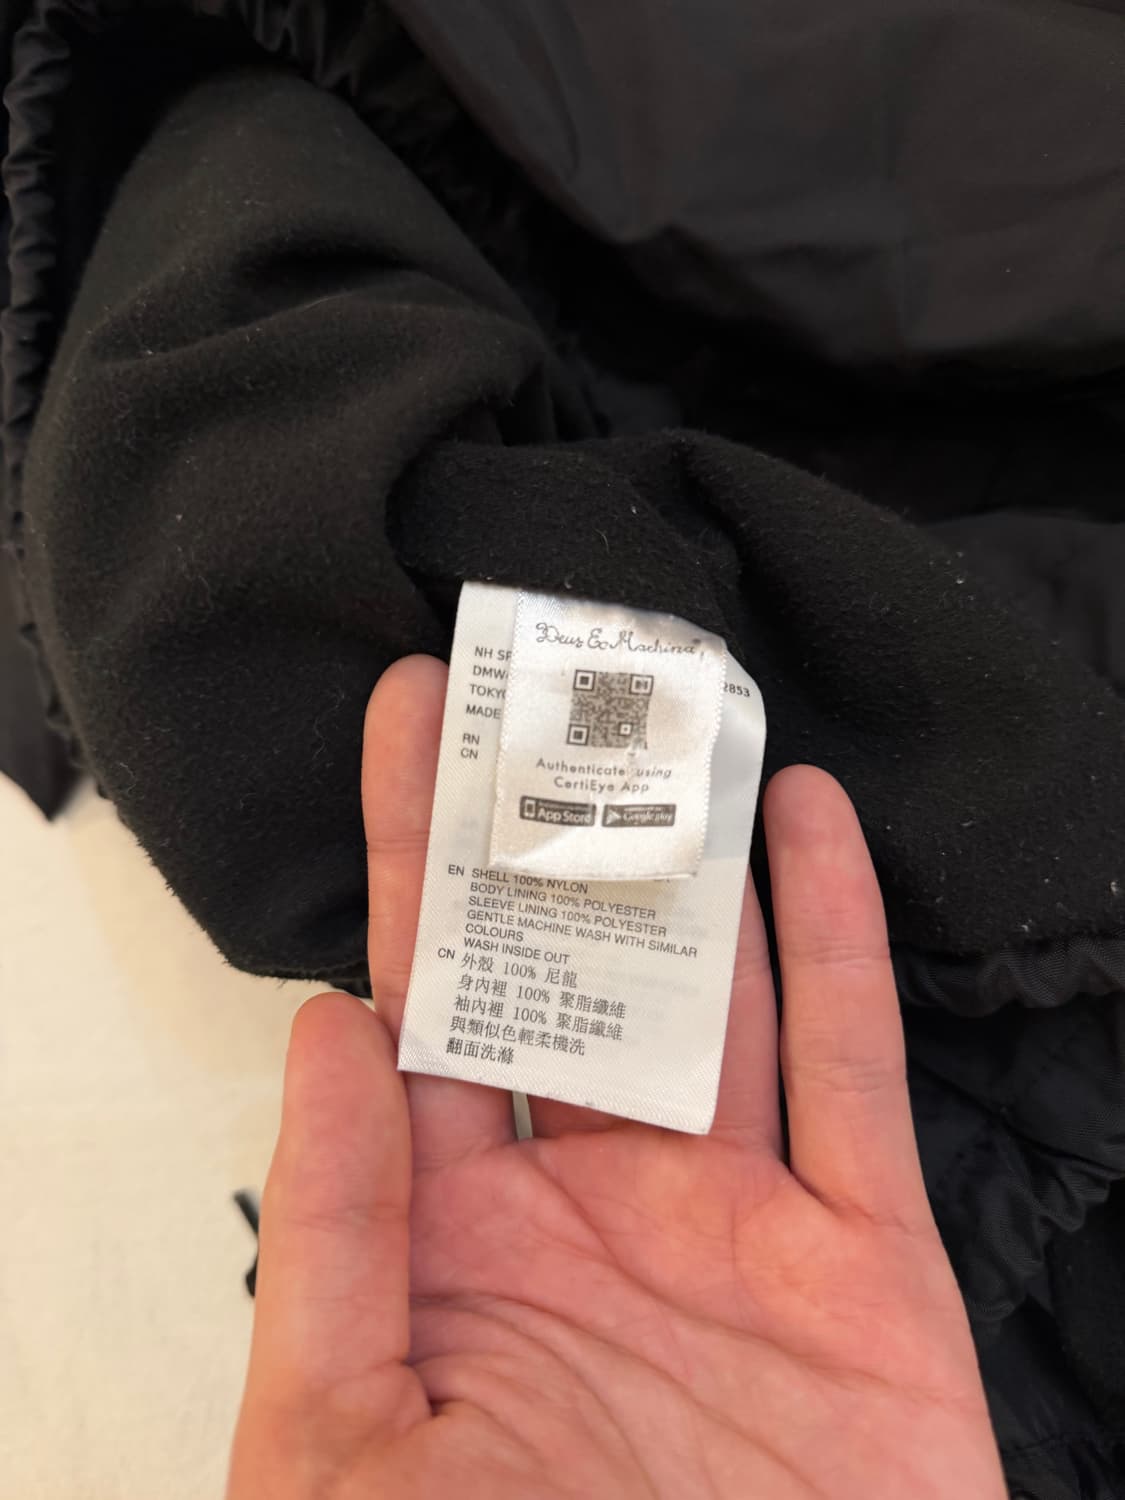 Deus Ex Machina
NH
DMW
TOKYO
MADE
2853
RN
CN
Authenticate using
CertiEye App
App Store
Google play
EN SHELL 100% NYLON
BODY LINING 100% POLYESTER
SLEEVE LINING 100% POLYESTER
GENTLE MACHINE WASH WITH SIMILAR
COLOURS
WASH INSIDE OUT
CN 外殼 100% 尼龍
身內裡 100% 聚脂纖維
袖內裡 100% 聚脂纖維
與類似色輕柔機洗
翻面洗滌